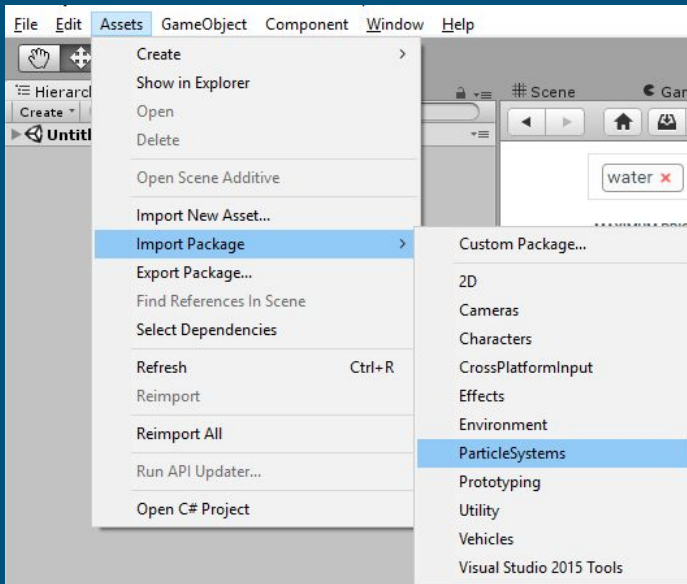 File Edit Assets GameObject Component Window Help
Hierarc
Create
Untitl
Create
Show in Explorer
Open
Delete
Open Scene Additive
Import New Asset...
Import Package
Export Package...
Find References In Scene
Select Dependencies
Refresh Ctrl+R
Reimport
Reimport All
Run API Updater...
Open C# Project
Scene Gar
water ×
Custom Package...
2D
Cameras
Characters
CrossPlatformInput
Effects
Environment
ParticleSystems
Prototyping
Utility
Vehicles
Visual Studio 2015 Tools